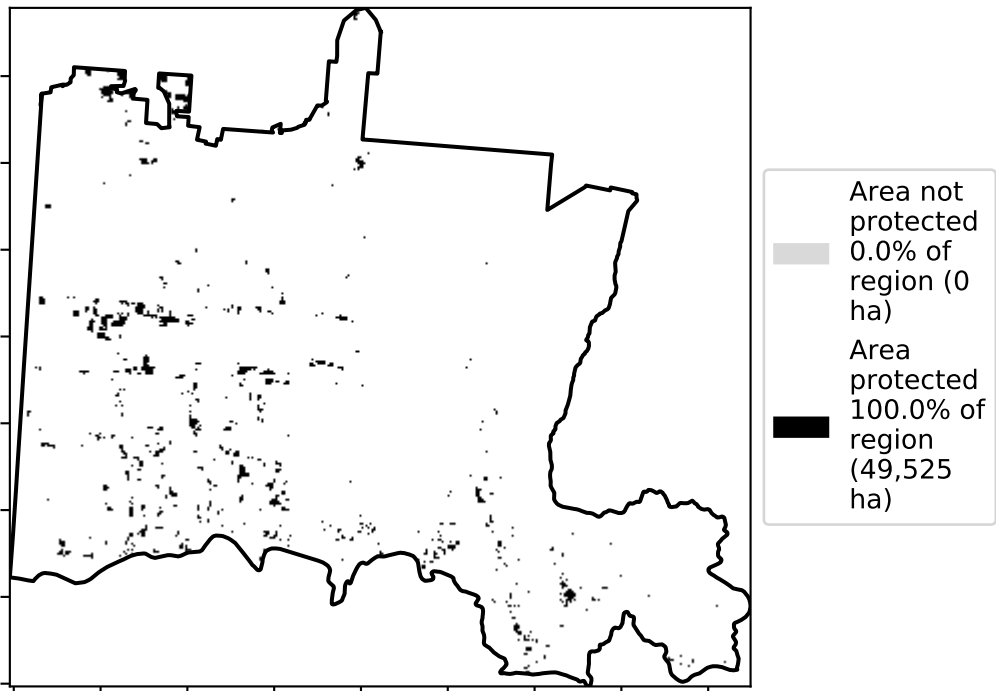 Area not
protected
0.0% of
region (0
ha)
Area
protected
100.0% of
region
(49,525
ha)